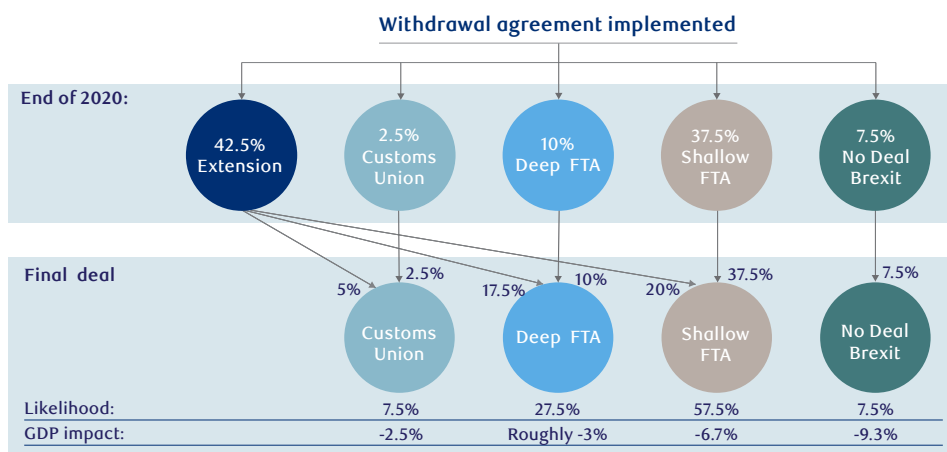 Withdrawal agreement implemented
End of 2020:
42.5%
Extension
2.5%
Customs
Union
10%
Deep FTA
37.5%
Shallow
FTA
7.5%
No Deal
Brexit
Final deal
5%
2.5%
17.5%
10%
20%
37.5%
7.5%
Customs
Union
Deep FTA
Shallow
FTA
No Deal
Brexit
Likelihood: 7.5% 27.5% 57.5% 7.5%
GDP impact: -2.5% Roughly -3% -6.7% -9.3%